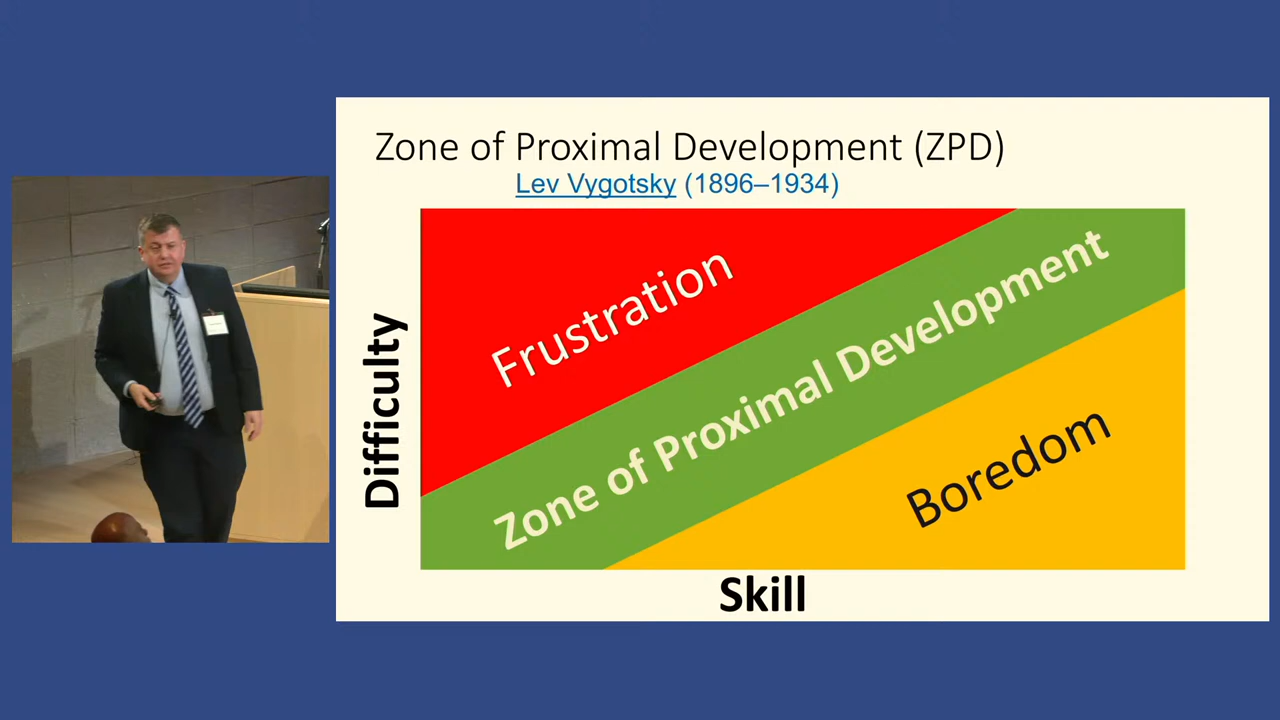 Zone of Proximal Development (ZPD)
Lev Vygotsky (1896–1934)
Difficulty
Frustration
Zone of Proximal Development
Boredom
Skill